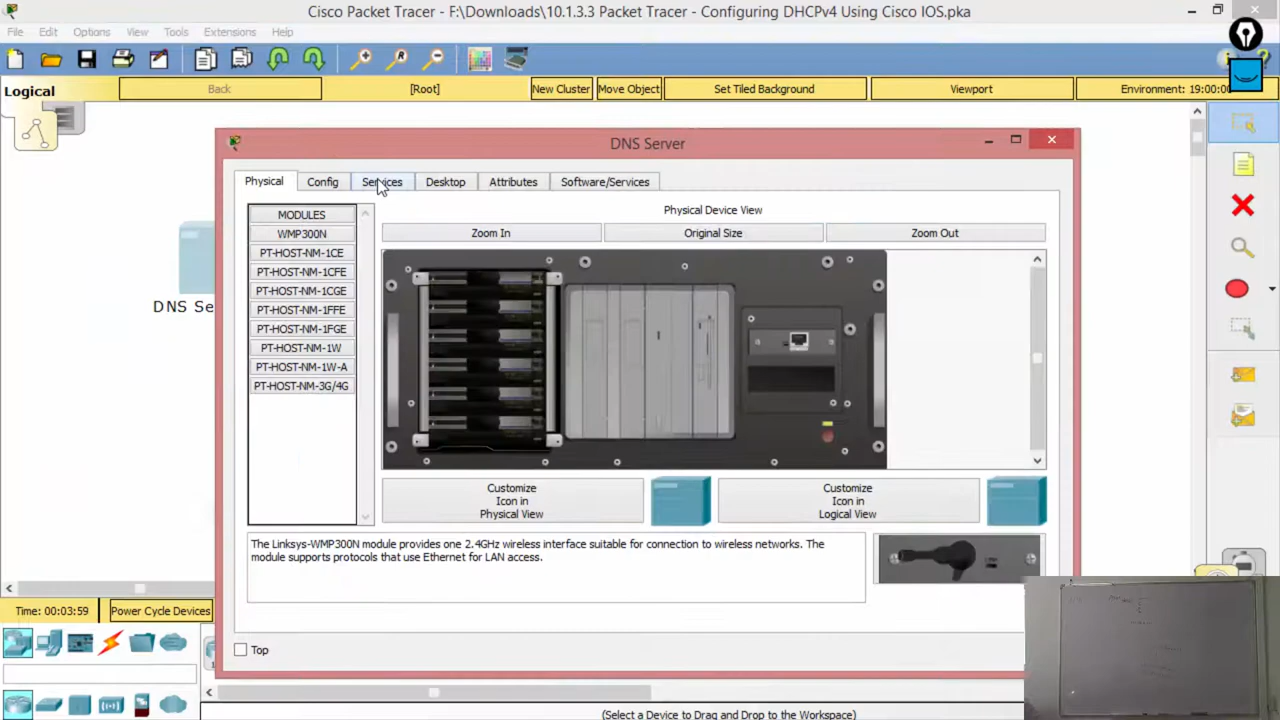 Cisco Packet Tracer - F:\Downloads\10.1.3.3 Packet Tracer - Configuring DHCPv4 Using Cisco IOS.pka
File Edit Options View Tools Extensions Help
Logical
Back
[Root]
New Cluster
Move Object
Set Tiled Background
Viewport
Environment: 19:00:00
DNS Server
Physical Config Services Desktop Attributes Software/Services
MODULES
WMP300N
PT-HOST-NM-1CE
PT-HOST-NM-1CFE
PT-HOST-NM-1CGE
PT-HOST-NM-1FFE
PT-HOST-NM-1FGE
PT-HOST-NM-1W
PT-HOST-NM-1W-A
PT-HOST-NM-3G/4G
Physical Device View
Zoom In
Original Size
Zoom Out
DNS Se
Customize
Icon in
Physical View
Customize
Icon in
Logical View
The Linksys-WMP300N module provides one 2.4GHz wireless interface suitable for connection to wireless networks. The
module supports protocols that use Ethernet for LAN access.
Time: 00:03:59
Power Cycle Devices
Top
(Select a Device to Drag and Drop to the Workspace)